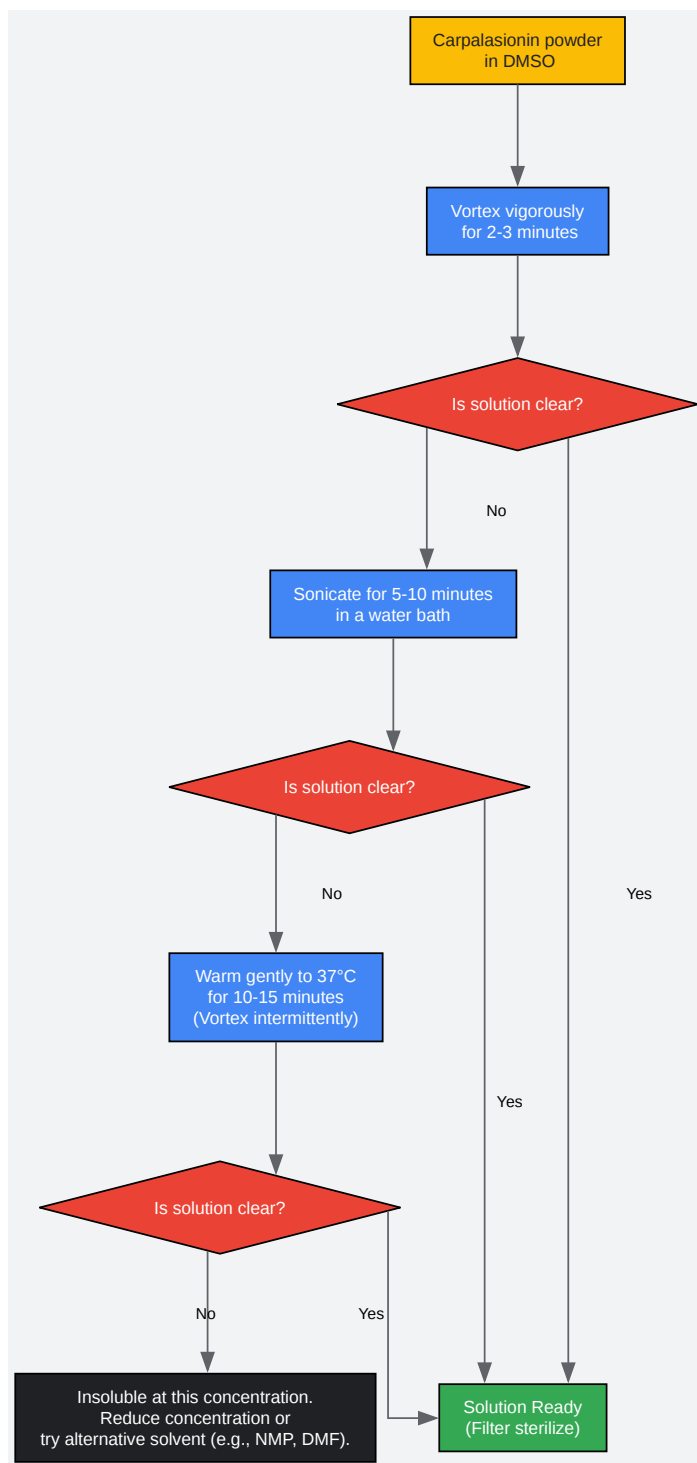 Carpalasionin powder
in DMSO
Vortex vigorously
for 2-3 minutes
Is solution clear?
No
Sonicate for 5-10 minutes
in a water bath
Is solution clear?
No
Yes
Warm gently to 37°C
for 10-15 minutes
(Vortex intermittently)
Yes
Is solution clear?
No
Yes
Insoluble at this concentration.
Reduce concentration or
try alternative solvent (e.g., NMP, DMF).
Solution Ready
(Filter sterilize)